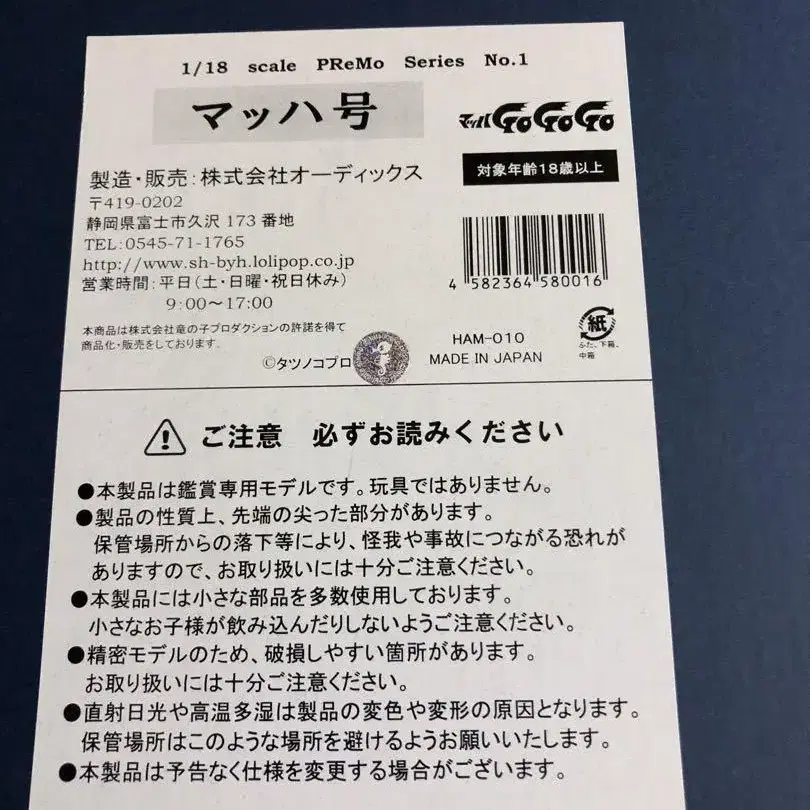 1/18 scale PReMo Series No.1
マッハ号
マッハGoGoGo
対象年齢18歳以上
製造・販売:株式会社オーディックス
〒419-0202
静岡県富士市久沢173番地
TEL:0545-71-1765
http://www.sh-byh.lolipop.co.jp
営業時間:平日(土・日曜・祝日休み)
9:00〜17:00
本商品は株式会社竜の子プロダクションの許諾を得て
商品化・販売をしております.
©タツノコプロ
4 582364 580016
HAM-010
MADE IN JAPAN
紙
ふた、下箱、
中箱
ご注意 必ずお読みください
●本製品は鑑賞専用モデルです。玩具ではありません。
●製品の性質上、先端の尖った部分があります。
保管場所からの落下等により、怪我や事故につながる恐れが
ありますので、お取り扱いには十分ご注意ください。
●本製品には小さな部品を多数使用しております。
小さなお子様が飲み込んだりしないようご注意ください。
●精密モデルのため、破損しやすい箇所があります。
お取り扱いには十分ご注意ください。
●直射日光や高温多湿は製品の変色や変形の原因となります。
保管場所はこのような場所を避けるようお願いいたします。
●本製品は予告なく仕様を変更する場合がございます。